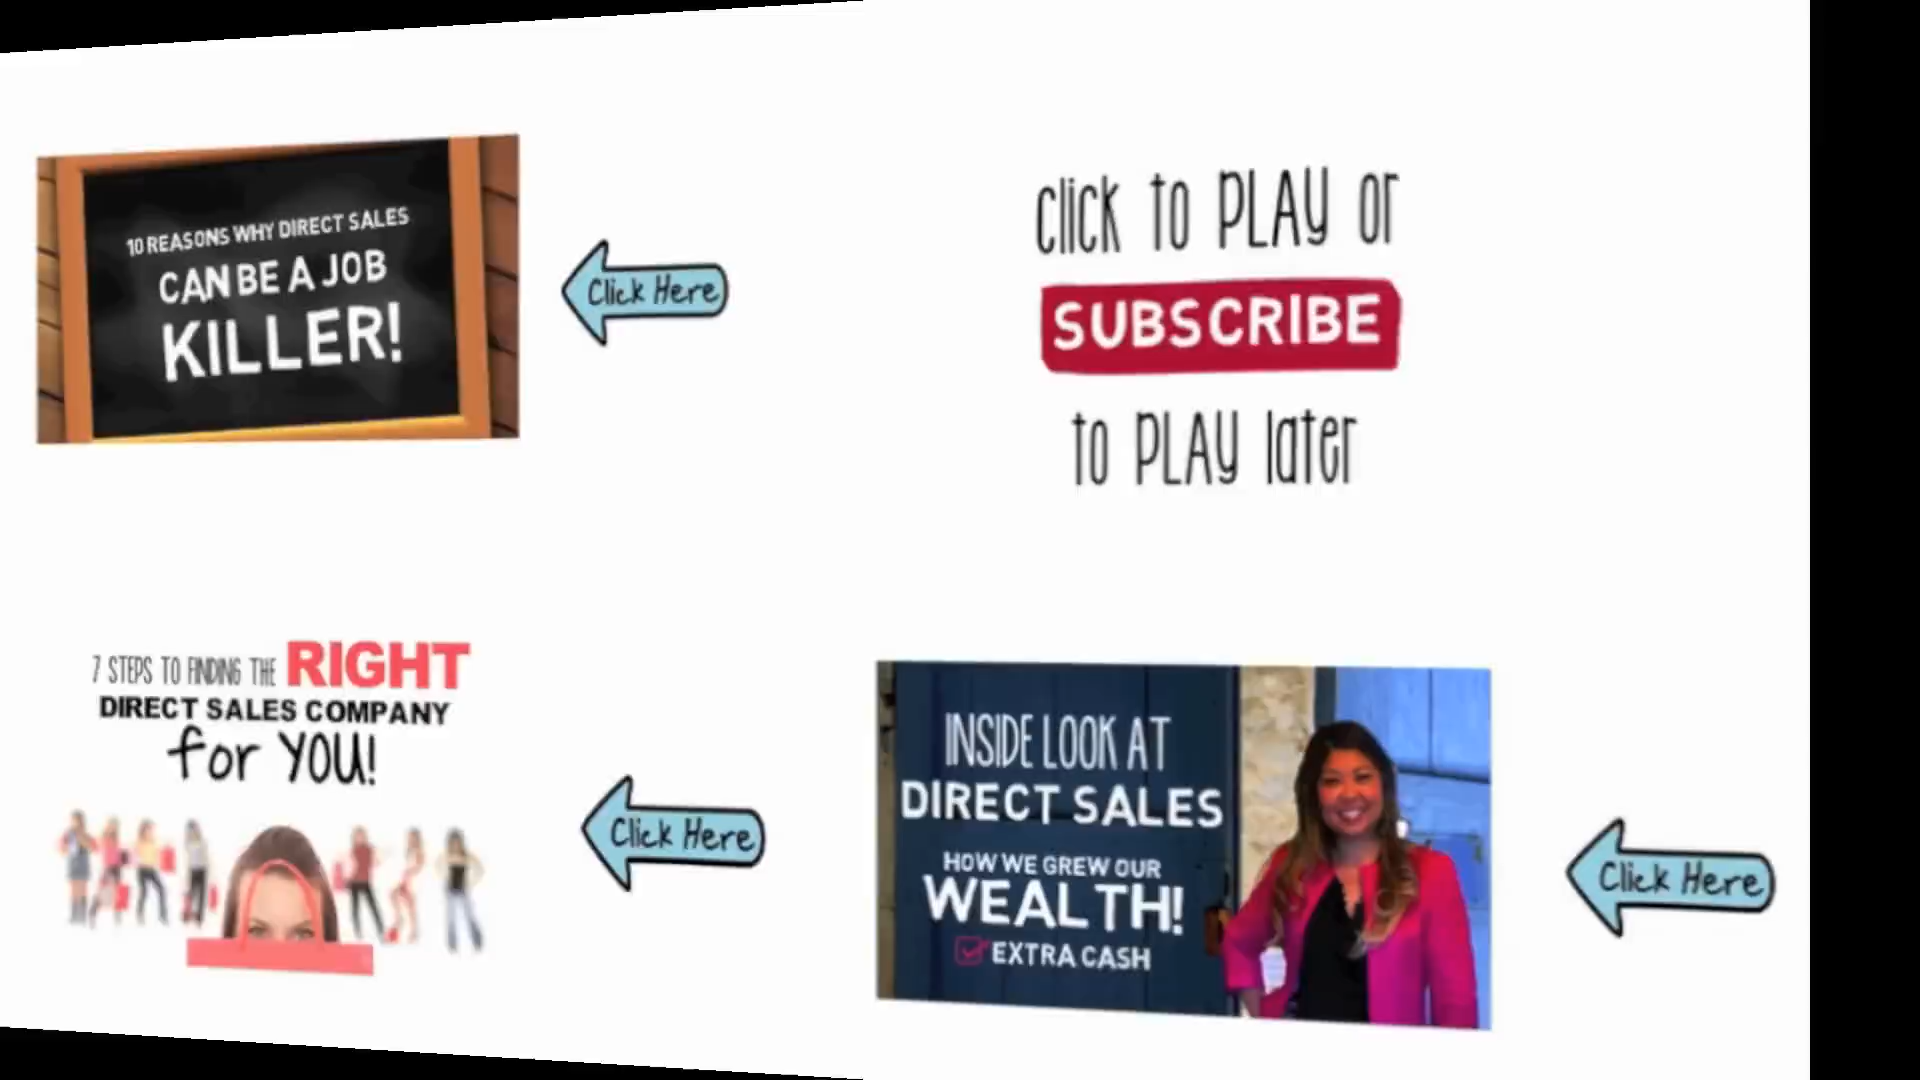 10 REASONS WHY DIRECT SALES
CAN BE A JOB
KILLER!
Click Here
click to PLAY or
SUBSCRIBE
to PLAY later
7 STEPS TO FINDING THE RIGHT
DIRECT SALES COMPANY
for YOU!
Click Here
INSIDE LOOK AT
DIRECT SALES
HOW WE GREW OUR
WEALTH!
EXTRA CASH
Click Here